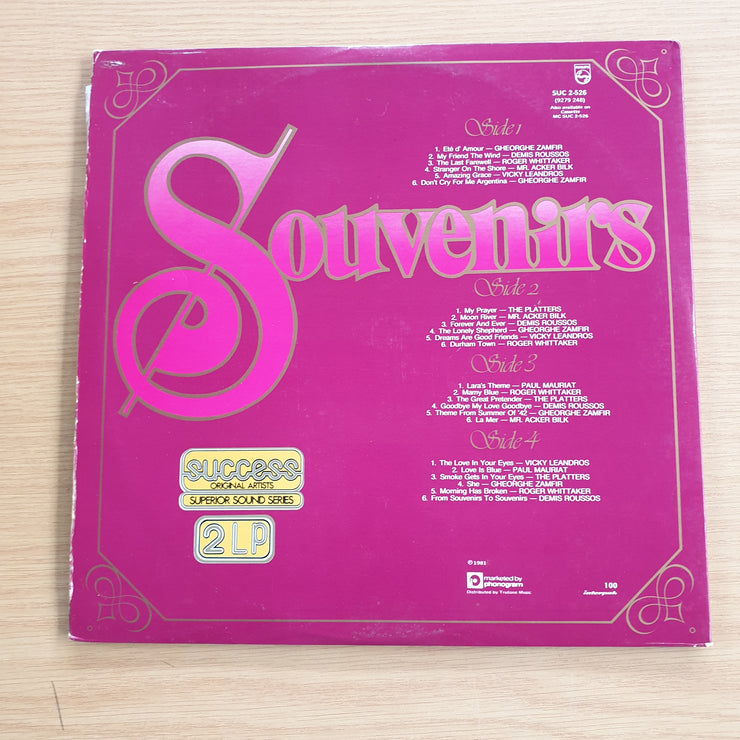 PHILIPS
SUC 2-526
(9279 248)
Also available on
Cassette
MC SUC 2-526
Side 1
1. Eté d' Amour — GHEORGHE ZAMFIR
2. My Friend The Wind — DEMIS ROUSSOS
3. The Last Farewell — ROGER WHITTAKER
4. Stranger On The Shore — MR. ACKER BILK
5. Amazing Grace — VICKY LEANDROS
6. Don't Cry For Me Argentina — GHEORGHE ZAMFIR
Souvenirs
Side 2
1. My Prayer — THE PLATTERS
2. Moon River — MR. ACKER BILK
3. Forever And Ever — DEMIS ROUSSOS
4. The Lonely Shepherd — GHEORGHE ZAMFIR
5. Dreams Are Good Friends — VICKY LEANDROS
6. Durham Town — ROGER WHITTAKER
Side 3
1. Lara's Theme — PAUL MAURIAT
2. Mamy Blue — ROGER WHITTAKER
3. The Great Pretender — THE PLATTERS
4. Goodbye My Love Goodbye — DEMIS ROUSSOS
5. Theme From Summer Of '42 — GHEORGHE ZAMFIR
6. La Mer — MR. ACKER BILK
Side 4
1. The Love In Your Eyes — VICKY LEANDROS
2. Love Is Blue — PAUL MAURIAT
3. Smoke Gets In Your Eyes — THE PLATTERS
4. She — GHEORGHE ZAMFIR
5. Morning Has Broken — ROGER WHITTAKER
6. From Souvenirs To Souvenirs — DEMIS ROUSSOS
success
ORIGINAL ARTISTS
SUPERIOR SOUND SERIES
2 LP
©1981
marketed by
phonogram
Distributed by Trutone Music
100